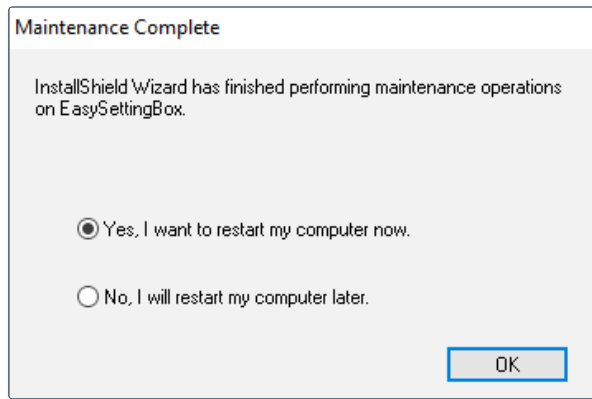 Maintenance Complete
InstallShield Wizard has finished performing maintenance operations
on EasySettingBox.
Yes, I want to restart my computer now.
No, I will restart my computer later.
OK